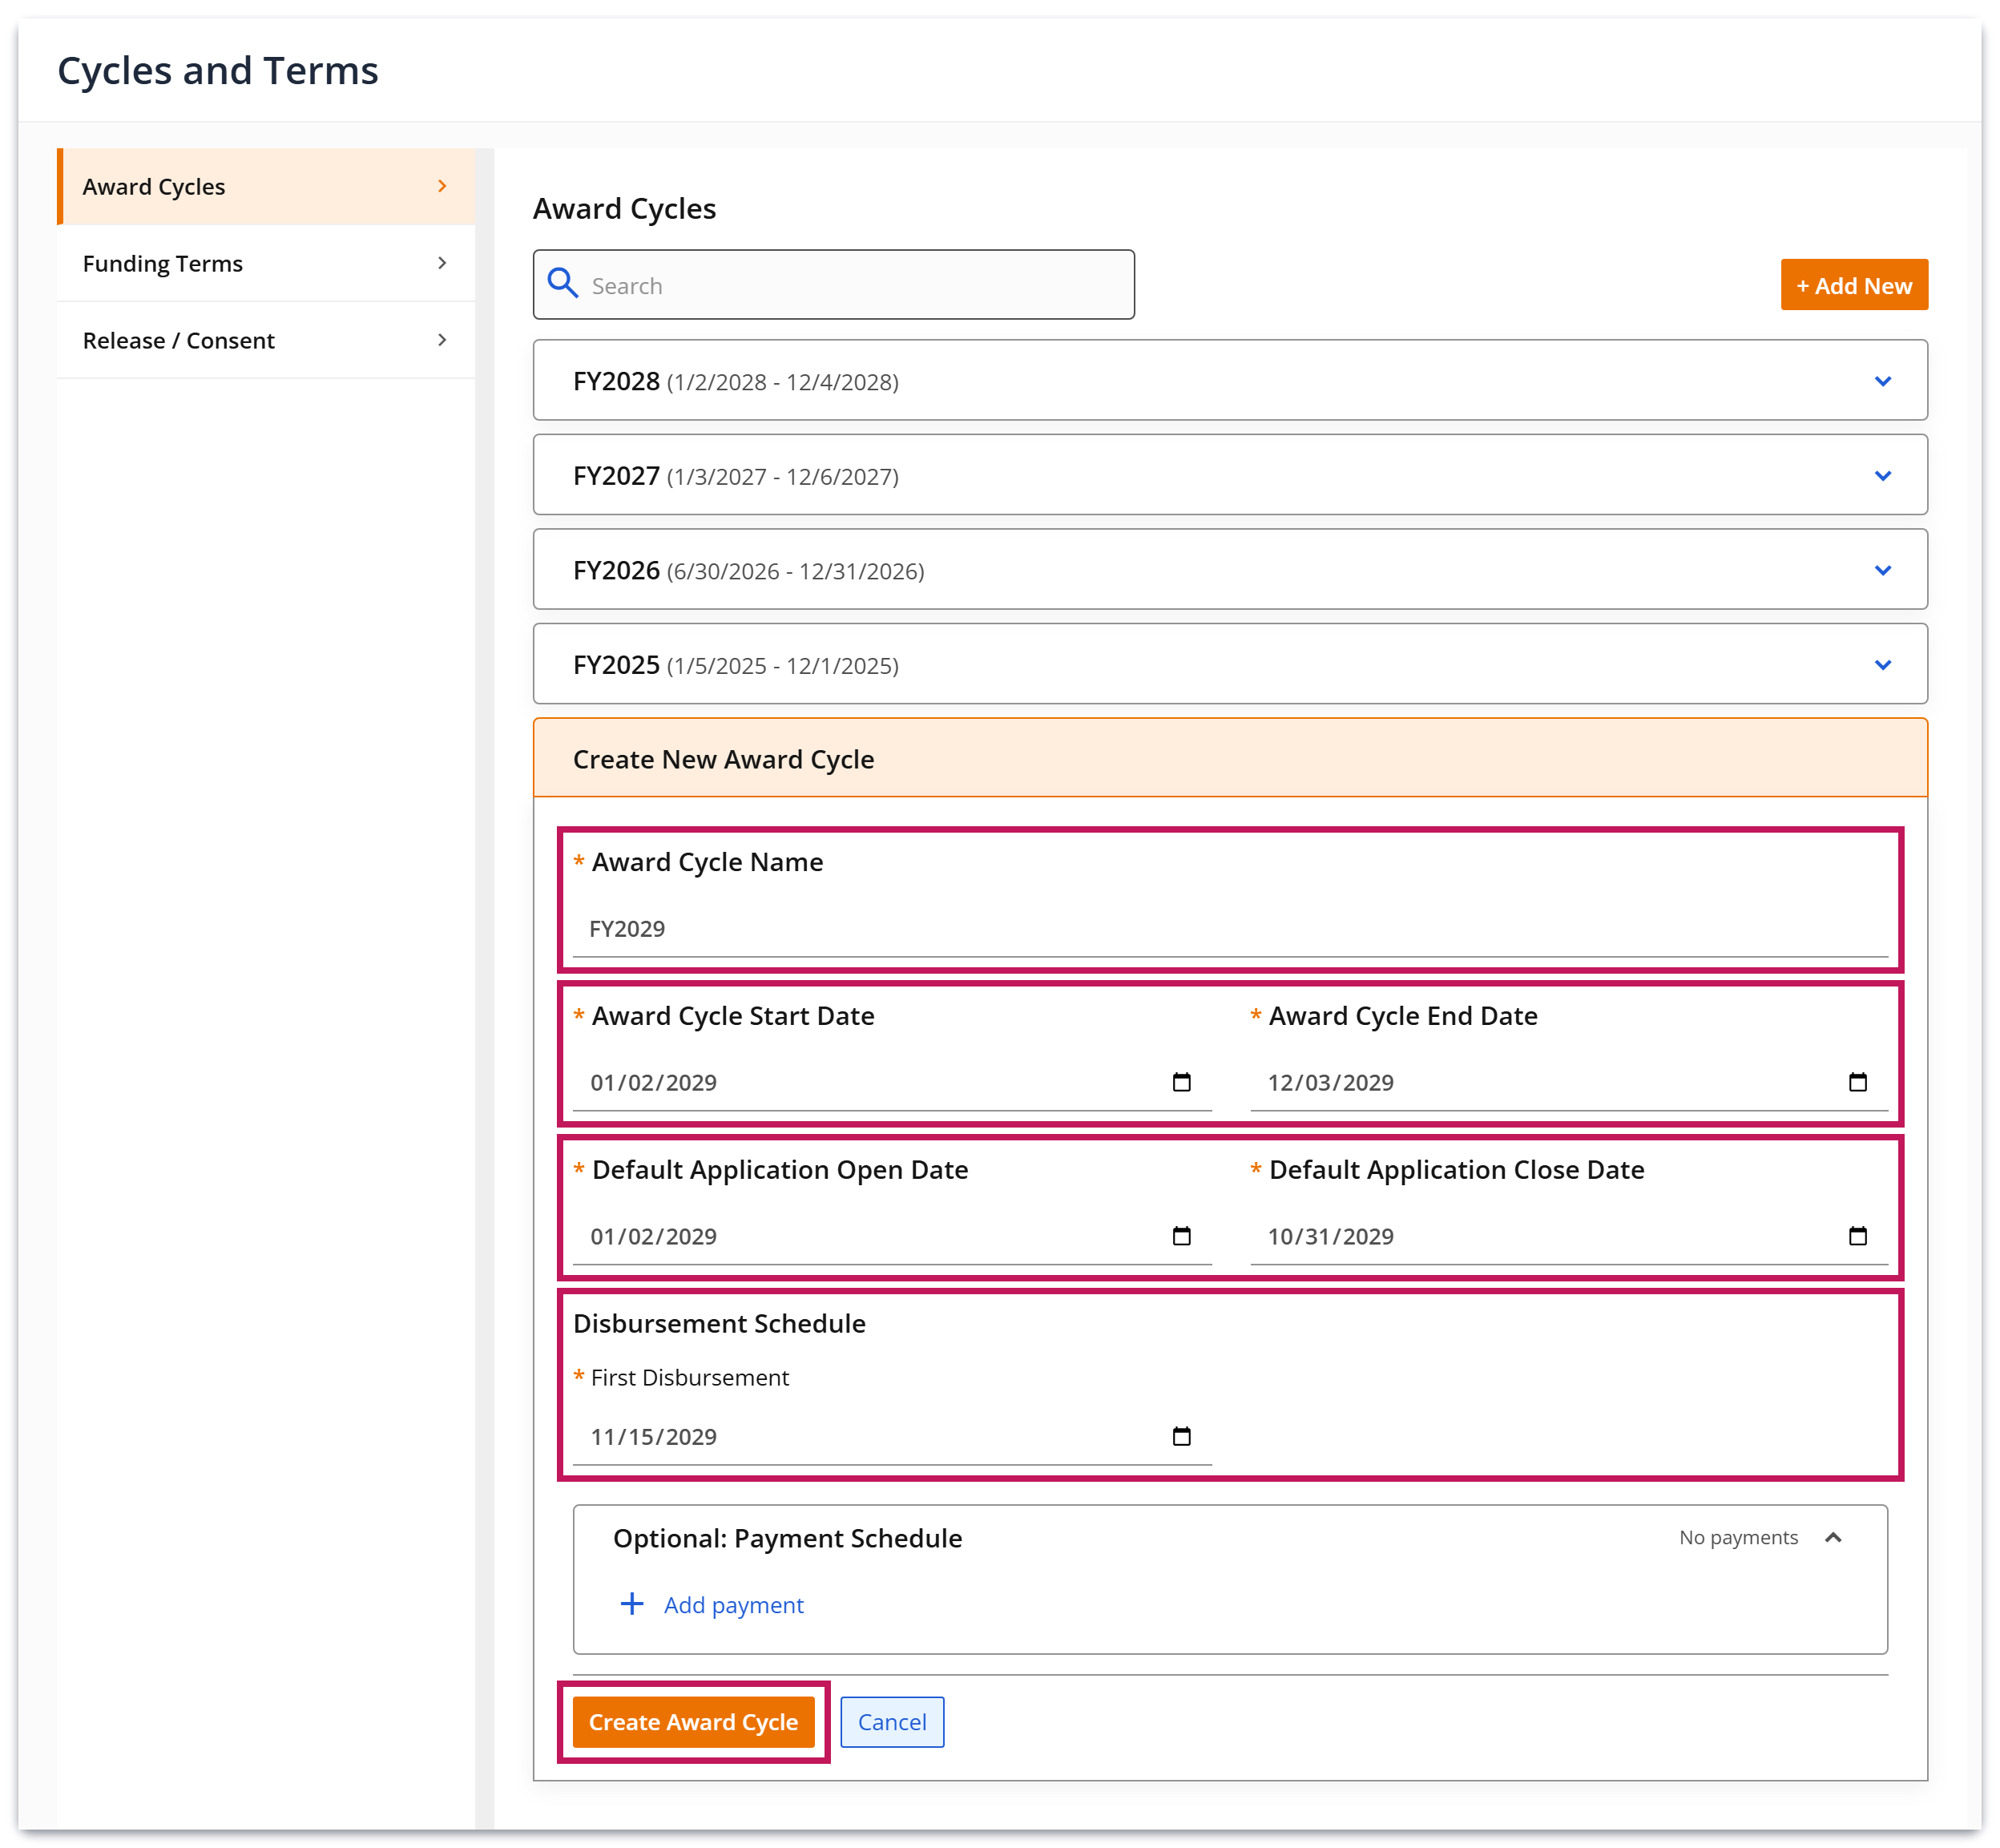 Cycles and Terms
Award Cycles
Funding Terms
Release / Consent
Award Cycles
Search
+ Add New
FY2028 (1/2/2028 - 12/4/2028)
FY2027 (1/3/2027 - 12/6/2027)
FY2026 (6/30/2026 - 12/31/2026)
FY2025 (1/5/2025 - 12/1/2025)
Create New Award Cycle
* Award Cycle Name
FY2029
* Award Cycle Start Date
* Award Cycle End Date
01/02/2029
12/03/2029
* Default Application Open Date
* Default Application Close Date
01/02/2029
10/31/2029
Disbursement Schedule
* First Disbursement
11/15/2029
Optional: Payment Schedule
No payments
+ Add payment
Create Award Cycle
Cancel